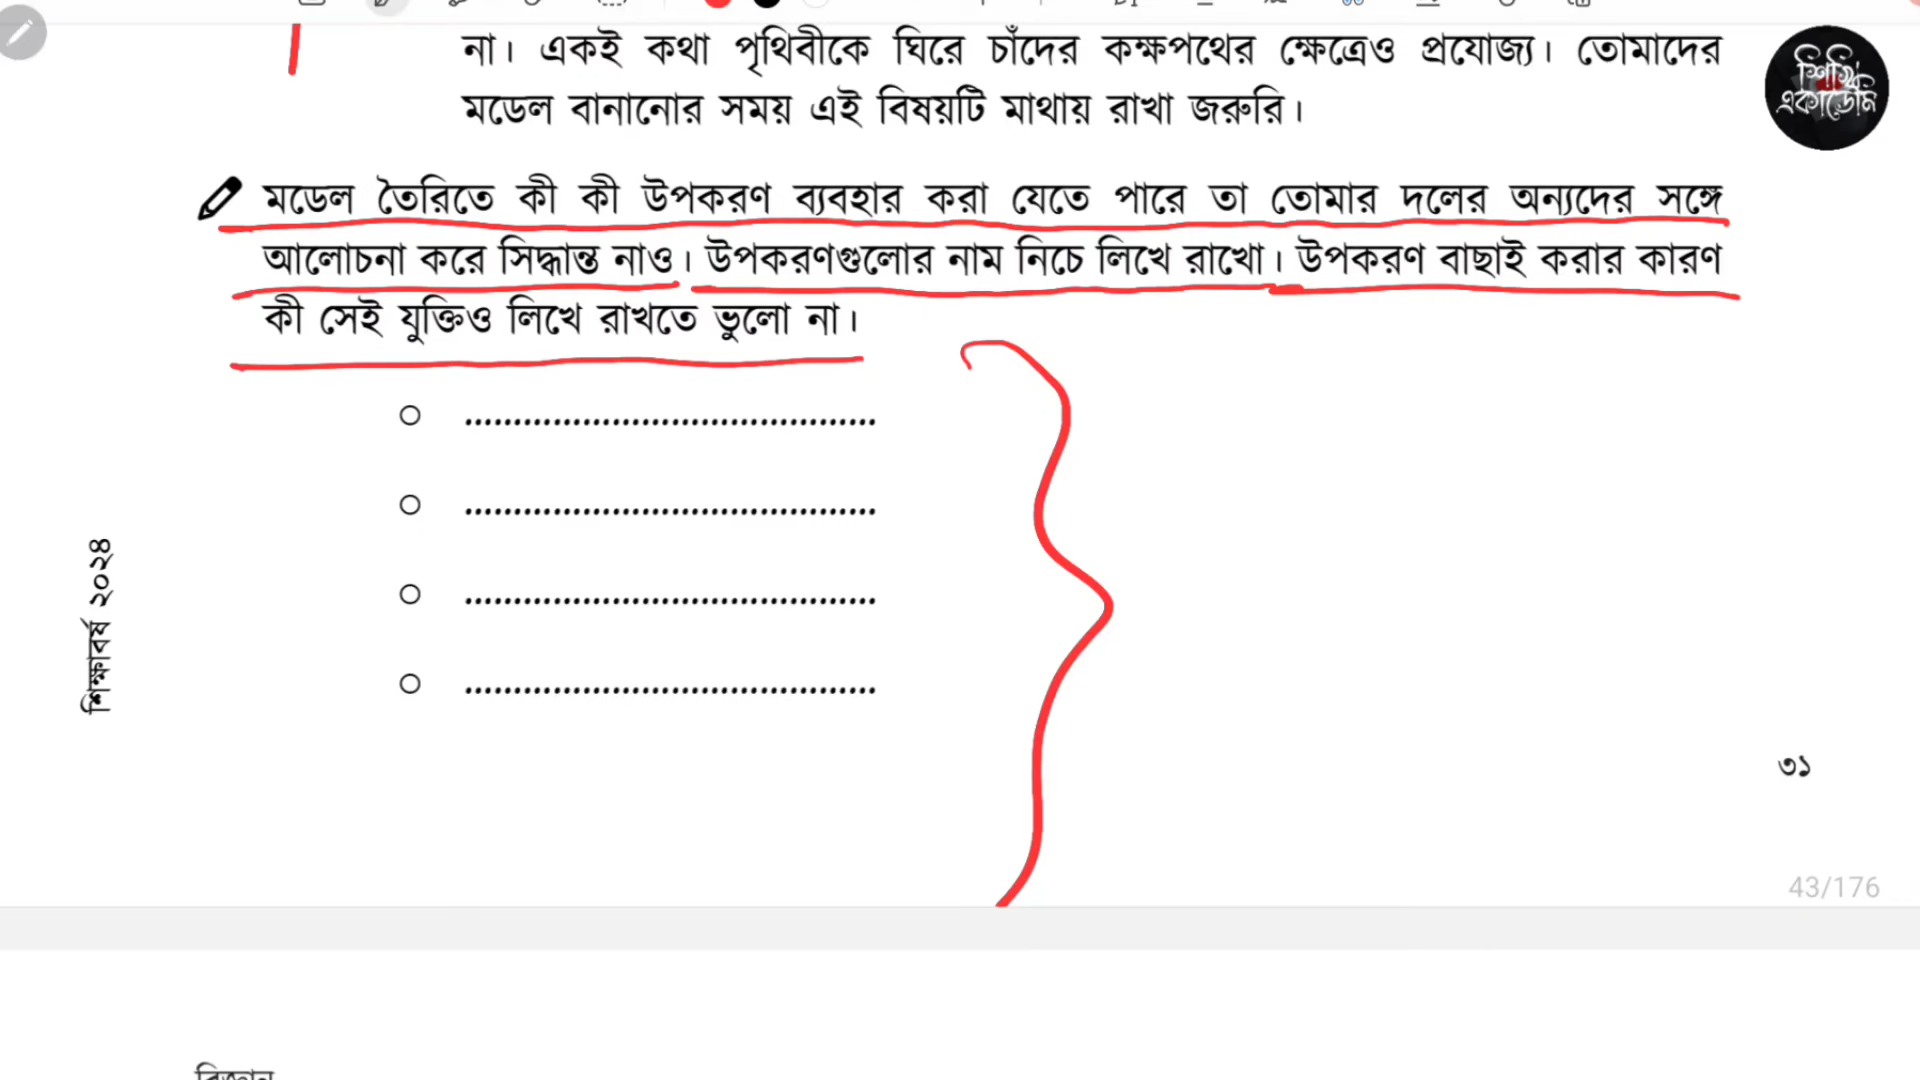 না। একই কথা পৃথিবীকে ঘিরে চাঁদের কক্ষপথের ক্ষেত্রেও প্রযোজ্য। তোমাদের
মডেল বানানোর সময় এই বিষয়টি মাথায় রাখা জরুরি।
শিখি একাডেমি
মডেল তৈরিতে কী কী উপকরণ ব্যবহার করা যেতে পারে তা তোমার দলের অন্যদের সঙ্গে
আলোচনা করে সিদ্ধান্ত নাও। উপকরণগুলোর নাম নিচে লিখে রাখো। উপকরণ বাছাই করার কারণ
কী সেই যুক্তিও লিখে রাখতে ভুলো না।
○ ..........................................
○ ..........................................
○ ..........................................
○ ..........................................
শিক্ষাবর্ষ ২০২৪
৩১
43/176
বিজ্ঞান